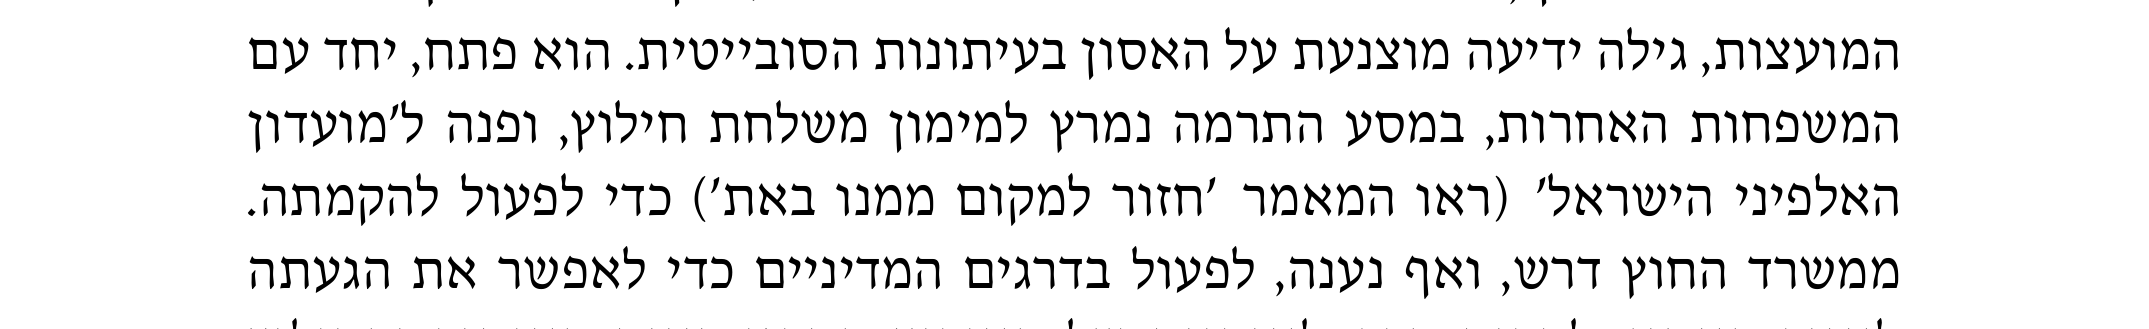 המועצות, גילה ידיעה מוצנעת על האסון בעיתונות הסובייטית. הוא פתח, יחד עם
המשפחות האחרות, במסע התרמה נמרץ למימון משלחת חילוץ, ופנה ל'מועדון
האלפיני הישראל' (ראו המאמר 'חזור למקום ממנו באת') כדי לפעול להקמתה.
ממשרד החוץ דרש, ואף נענה, לפעול בדרגים המדיניים כדי לאפשר את הגעתה